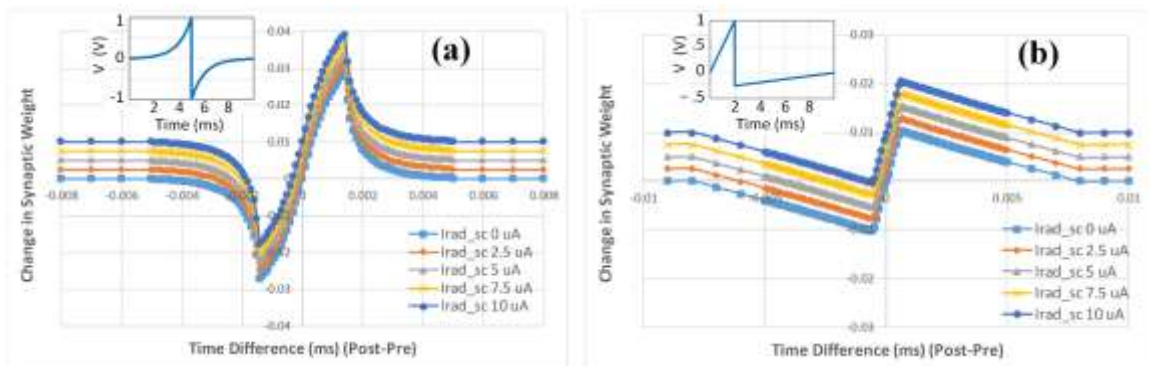 (a)
V (V)
1
0
-1
2 4 6 8
Time (ms)
0.04
0.03
0.02
0.01
-0.008 -0.006 -0.004 0.002 0.004 0.006 0.008
-0.03
-0.04
Change in Synaptic Weight
Irad_sc 0 uA
Irad_sc 2.5 uA
Irad_sc 5 uA
Irad_sc 7.5 uA
Irad_sc 10 uA
Time Difference (ms) (Post-Pre)
(b)
V (V)
1
.5
0
-.5
2 4 6 8
Time (ms)
0.03
0.02
0.01
-0.01 0.005 0.01
-0.01
-0.02
-0.03
Change in Synaptic Weight
Irad_sc 0 uA
Irad_sc 2.5 uA
Irad_sc 5 uA
Irad_sc 7.5 uA
Irad_sc 10 uA
Time Difference (ms) (Post-Pre)